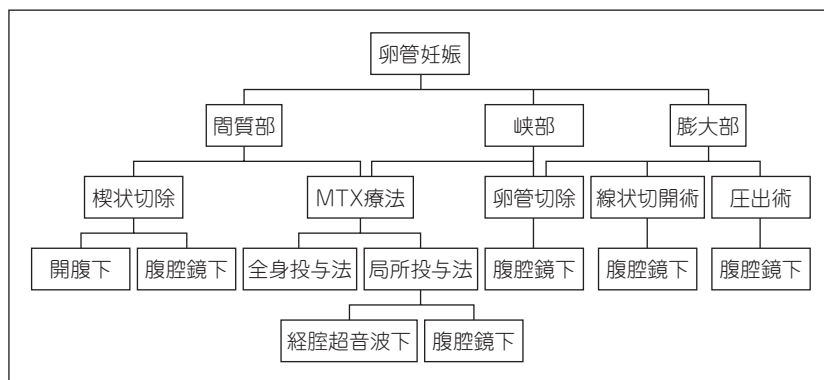 卵管妊娠
間質部 峡部 膨大部
楔状切除 MTX療法 卵管切除 線状切開術 圧出術
開腹下 腹腔鏡下 全身投与法 局所投与法 腹腔鏡下 腹腔鏡下 腹腔鏡下
経腟超音波下 腹腔鏡下